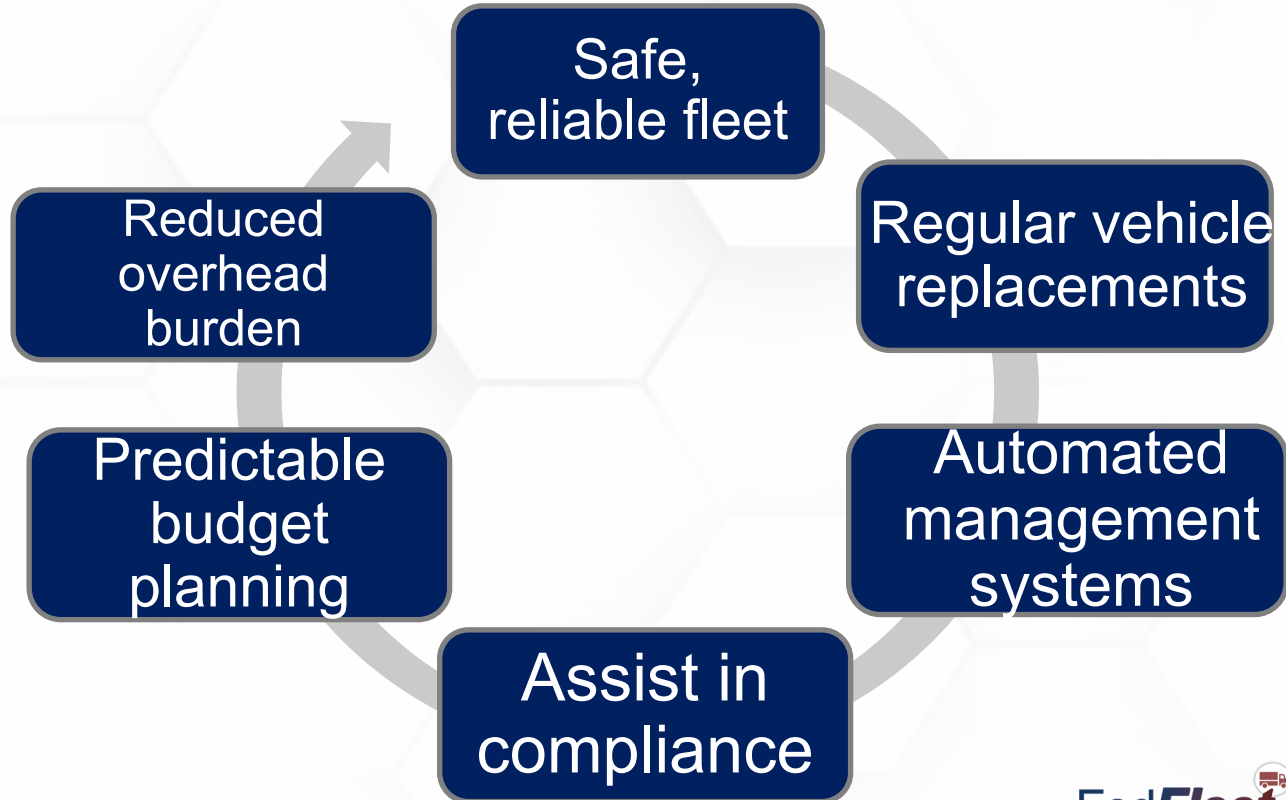 Safe,
reliable fleet
Regular vehicle
replacements
Automated
management
systems
Assist in
compliance
Predictable
budget
planning
Reduced
overhead
burden